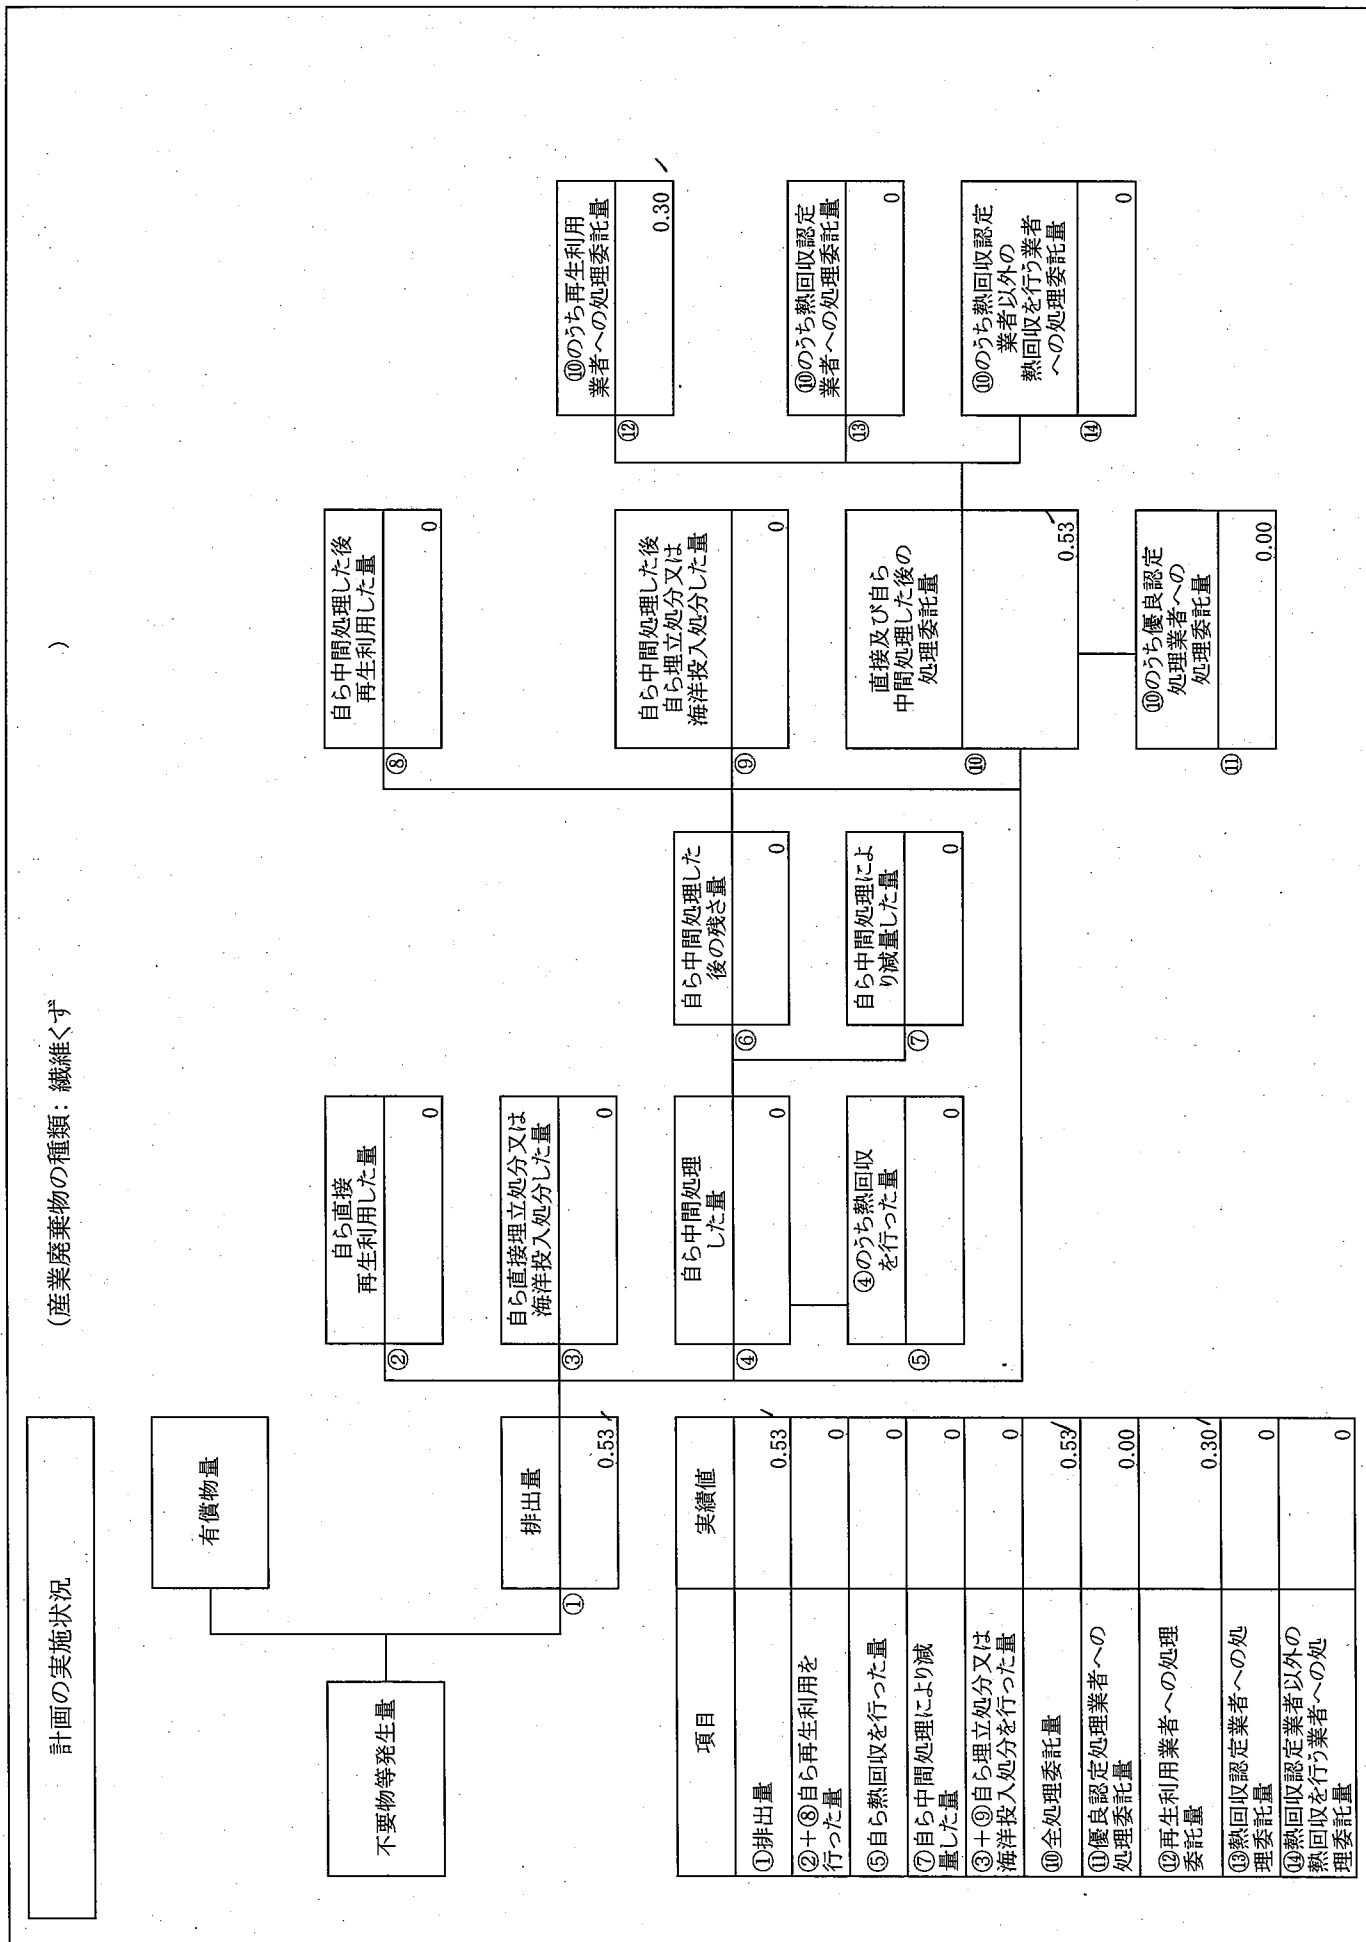 計画の実施状況
(産業廃棄物の種類: 繊維くず
)
不要物等発生量
有償物量
排出量
①
0.53
自ら直接
再生利用した量
②
0
自ら直接埋立処分又は
海洋投入処分した量
③
0
自ら中間処理
した量
④
0
④のうち熱回収
を行った量
⑤
0
自ら中間処理した
後の残さ量
⑥
0
自ら中間処理によ
り減量した量
⑦
0
自ら中間処理した後
再生利用した量
⑧
0
自ら中間処理した後
自ら埋立処分又は
海洋投入処分した量
⑨
0
直接及び自ら
中間処理した後の
処理委託量
⑩
0.53
⑩のうち優良認定
処理業者への
処理委託量
⑪
0.00
⑩のうち再生利用
業者への処理委託量
⑫
0.30
⑩のうち熱回収認定
業者への処理委託量
⑬
0
⑩のうち熱回収認定
業者以外の
熱回収を行う業者
への処理委託量
⑭
0
項目
実績値
①排出量
0.53
②+⑧自ら再生利用を
行った量
0
⑤自ら熱回収を行った量
0
⑦自ら中間処理により減
量した量
0
③+⑨自ら埋立処分又は
海洋投入処分を行った量
0
⑩全処理委託量
0.53
⑪優良認定処理業者への
処理委託量
0.00
⑫再生利用業者への処理
委託量
0.30
⑬熱回収認定業者への処
理委託量
0
⑭熱回収認定業者以外の
熱回収を行う業者への処
理委託量
0